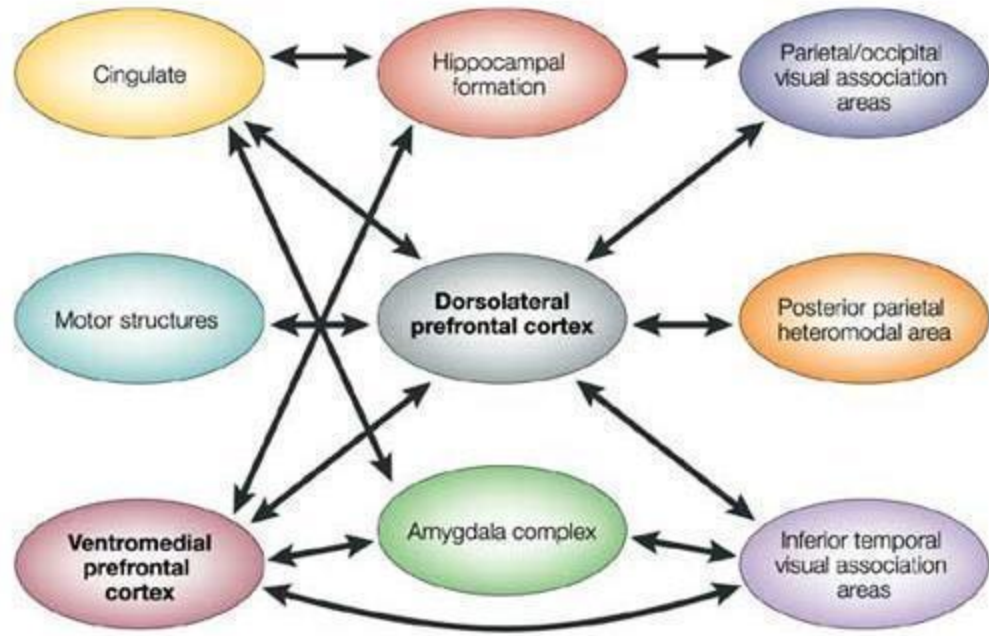 Cingulate
Hippocampal
formation
Parietal/occipital
visual association
areas
Motor structures
Dorsolateral
prefrontal cortex
Posterior parietal
heteromodal area
Ventromedial
prefrontal
cortex
Amygdala complex
Inferior temporal
visual association
areas